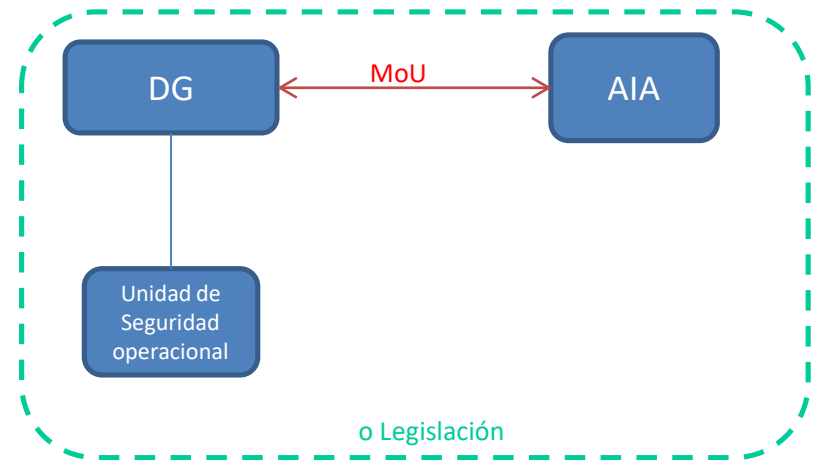 DG
MoU
AIA
Unidad de
Seguridad
operacional
o Legislación